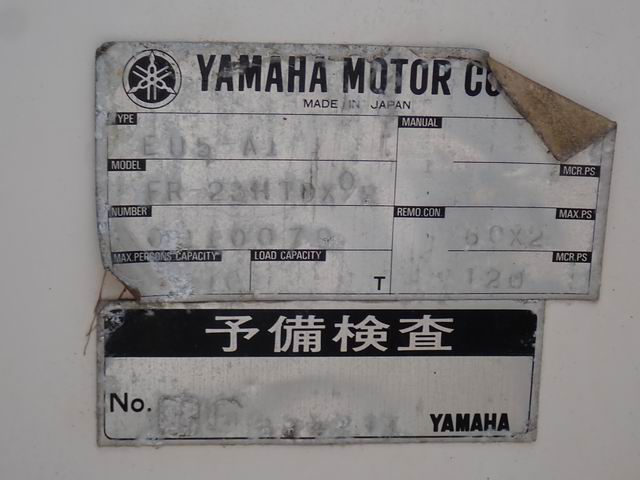 YAMAHA MOTOR CO
MADE IN JAPAN
TYPE MANUAL
MODEL MCR.PS
NUMBER REMO.CON. MAX.PS
60X2
MAX.PERSONS CAPACITY LOAD CAPACITY MCR.PS
T 120
予備検査
No.
YAMAHA